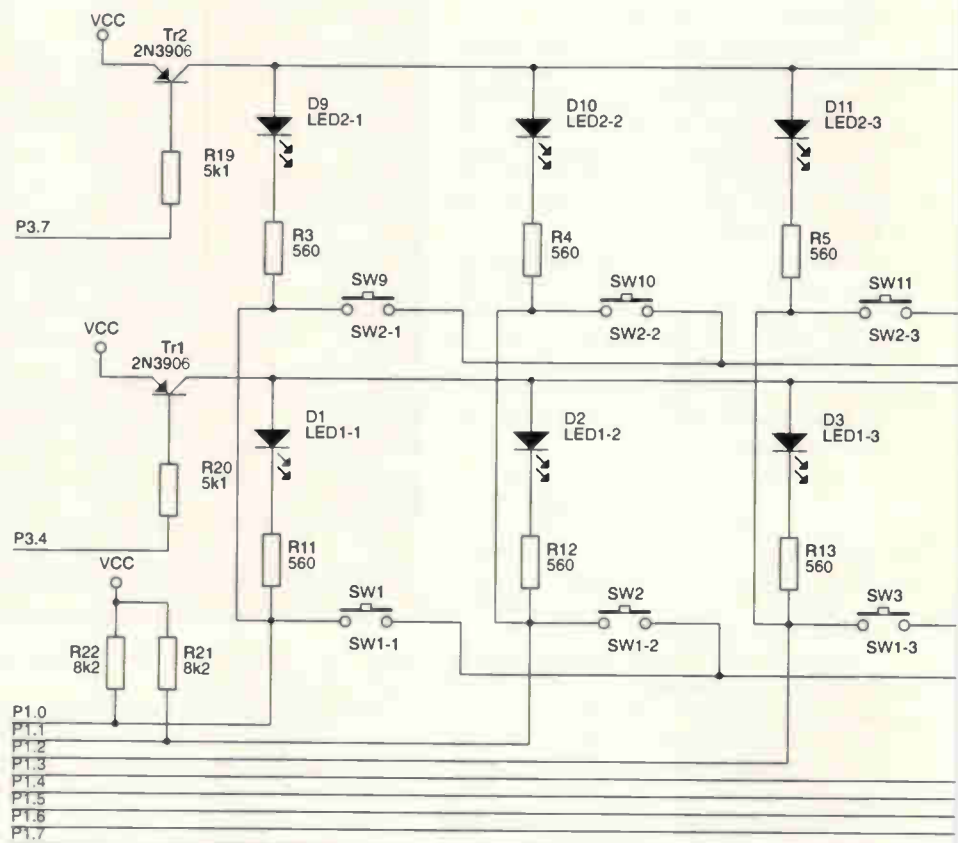 VCC
Tr2
2N3906
D9
LED2-1
D10
LED2-2
D11
LED2-3
R19
5k1
P3.7
R3
560
R4
560
R5
560
SW9
SW2-1
SW10
SW2-2
SW11
SW2-3
VCC
Tr1
2N3906
D1
LED1-1
D2
LED1-2
D3
LED1-3
R20
5k1
P3.4
R11
560
R12
560
R13
560
VCC
SW1
SW1-1
SW2
SW1-2
SW3
SW1-3
R22
8k2
R21
8k2
P1.0
P1.1
P1.2
P1.3
P1.4
P1.5
P1.6
P1.7